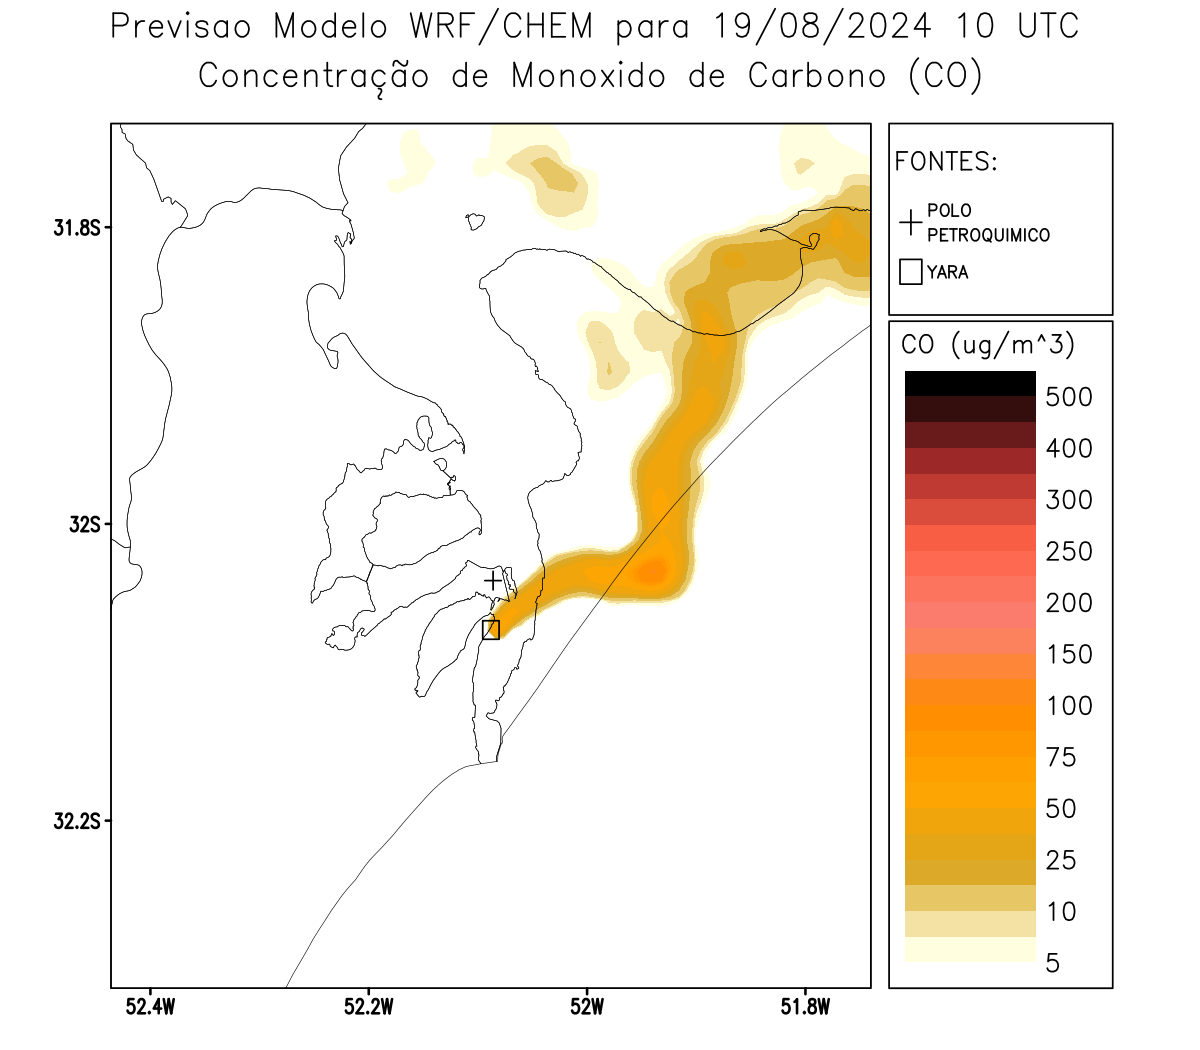 Previsao Modelo WRF/CHEM para 19/08/2024 10 UTC
Concentração de Monoxido de Carbono (CO)
FONTES:
POLO
PETROQUIMICO
YARA
CO (ug/m^3)
500
400
300
250
200
150
100
75
50
25
10
5
31.8S
32S
32.2S
52.4W
52.2W
52W
51.8W